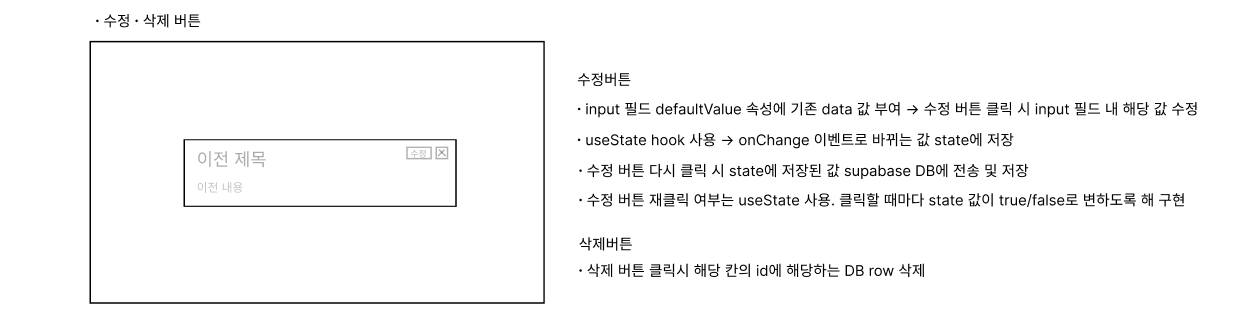 · 수정 · 삭제 버튼
이전 제목
수정
이전 내용
수정버튼
· input 필드 defaultValue 속성에 기존 data 값 부여 → 수정 버튼 클릭 시 input 필드 내 해당 값 수정
· useState hook 사용 → onChange 이벤트로 바뀌는 값 state에 저장
· 수정 버튼 다시 클릭 시 state에 저장된 값 supabase DB에 전송 및 저장
· 수정 버튼 재클릭 여부는 useState 사용. 클릭할 때마다 state 값이 true/false로 변하도록 해 구현
삭제버튼
· 삭제 버튼 클릭시 해당 칸의 id에 해당하는 DB row 삭제